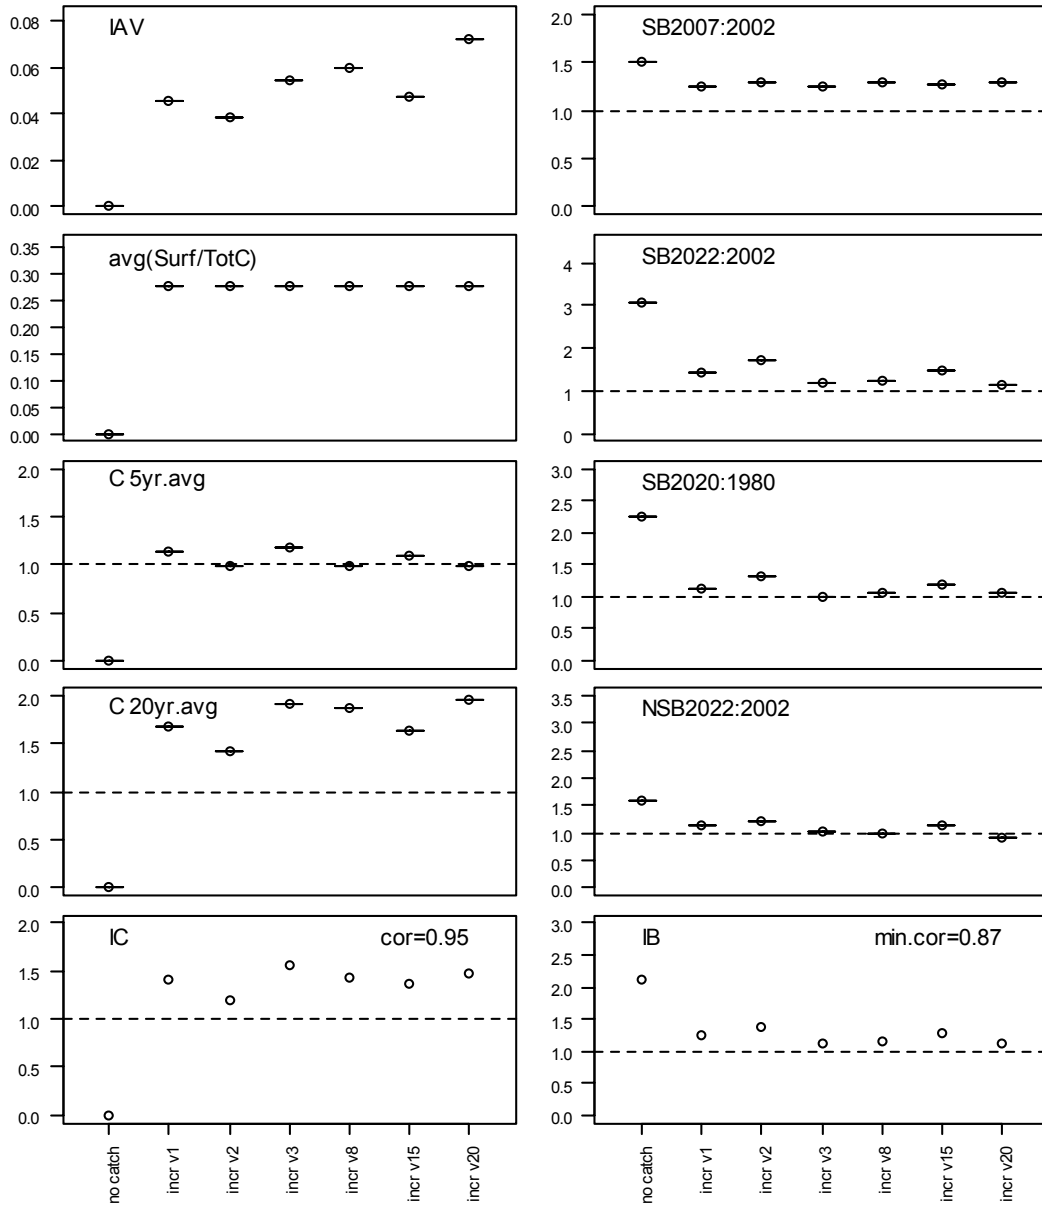 IAV
0.08
0.06
0.04
0.02
0.00
SB2007:2002
2.0
1.5
1.0
0.5
0.0
avg(Surf/TotC)
0.35
0.30
0.25
0.20
0.15
0.10
0.05
0.00
SB2022:2002
4
3
2
1
0
C 5yr.avg
2.0
1.5
1.0
0.5
0.0
SB2020:1980
3.0
2.5
2.0
1.5
1.0
0.5
0.0
C 20yr.avg
2.0
1.5
1.0
0.5
0.0
NSB2022:2002
3.5
3.0
2.5
2.0
1.5
1.0
0.5
0.0
IC cor=0.95
2.0
1.5
1.0
0.5
0.0
no catch
incr v1
incr v2
incr v3
incr v8
incr v15
incr v20
IB min.cor=0.87
3.0
2.5
2.0
1.5
1.0
0.5
0.0
no catch
incr v1
incr v2
incr v3
incr v8
incr v15
incr v20